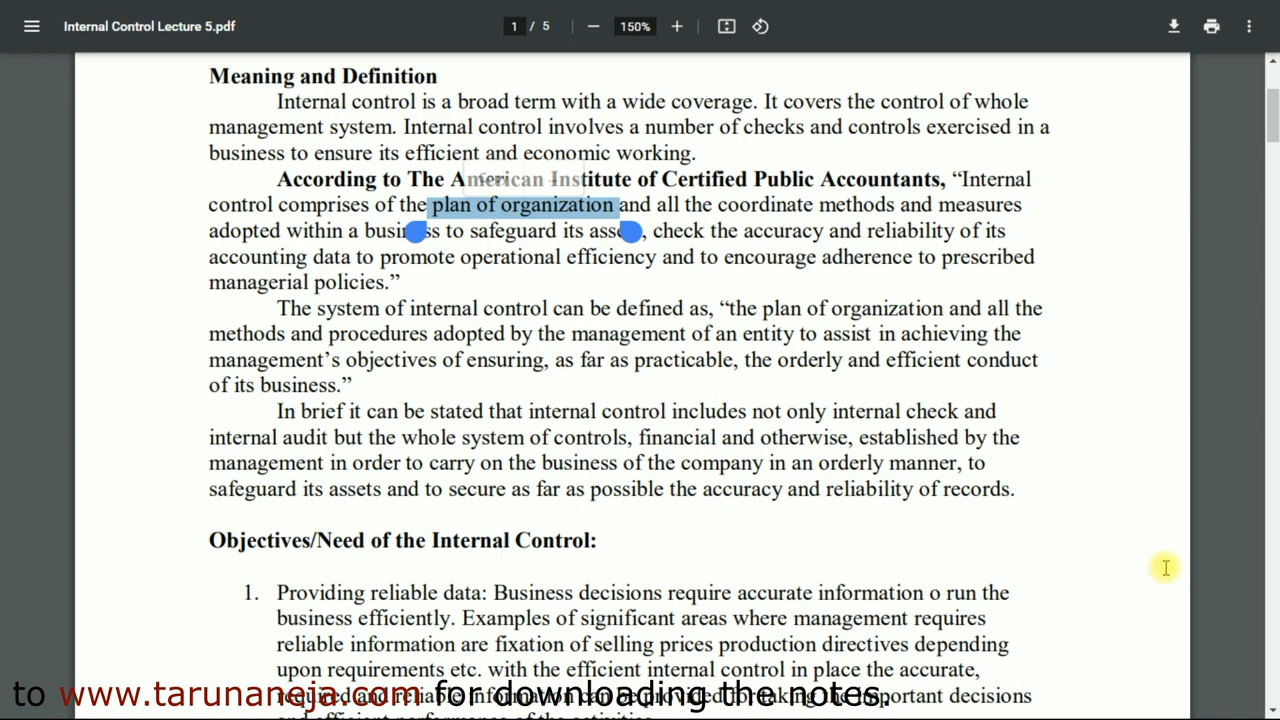 Internal Control Lecture 5.pdf
1 / 5
150%
Meaning and Definition
Internal control is a broad term with a wide coverage. It covers the control of whole
management system. Internal control involves a number of checks and controls exercised in a
business to ensure its efficient and economic working.
According to The American Institute of Certified Public Accountants, “Internal
control comprises of the plan of organization and all the coordinate methods and measures
adopted within a business to safeguard its assets, check the accuracy and reliability of its
accounting data to promote operational efficiency and to encourage adherence to prescribed
managerial policies.”
The system of internal control can be defined as, “the plan of organization and all the
methods and procedures adopted by the management of an entity to assist in achieving the
management’s objectives of ensuring, as far as practicable, the orderly and efficient conduct
of its business.”
In brief it can be stated that internal control includes not only internal check and
internal audit but the whole system of controls, financial and otherwise, established by the
management in order to carry on the business of the company in an orderly manner, to
safeguard its assets and to secure as far as possible the accuracy and reliability of records.
Objectives/Need of the Internal Control:
1. Providing reliable data: Business decisions require accurate information o run the
business efficiently. Examples of significant areas where management requires
reliable information are fixation of selling prices production directives depending
upon requirements etc. with the efficient internal control in place the accurate,
required and reliable information can be provided for taking important decisions
to www.tarunaneja.com for downloading the notes.